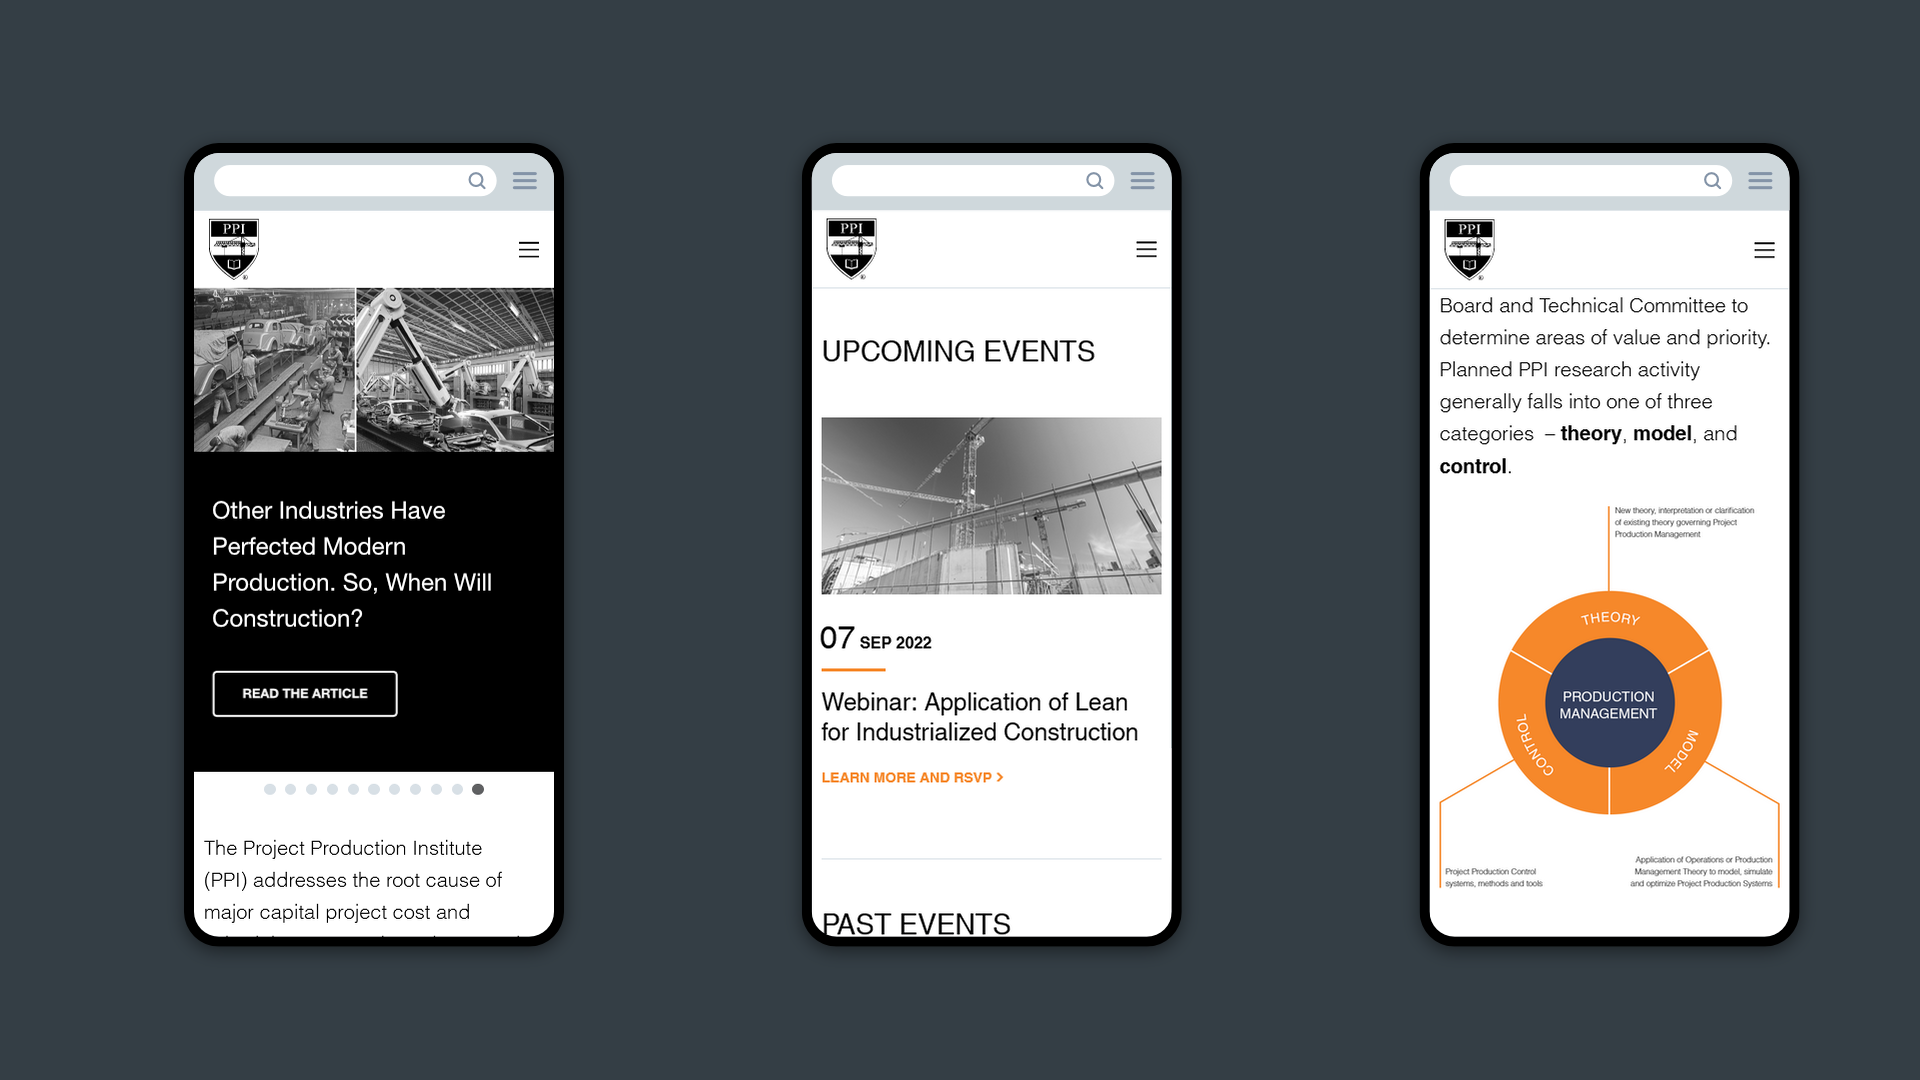 PPI
Other Industries Have
Perfected Modern
Production. So, When Will
Construction?
READ THE ARTICLE
The Project Production Institute
(PPI) addresses the root cause of
major capital project cost and
PPI
UPCOMING EVENTS
07 SEP 2022
Webinar: Application of Lean
for Industrialized Construction
LEARN MORE AND RSVP >
PAST EVENTS
PPI
Board and Technical Committee to
determine areas of value and priority.
Planned PPI research activity
generally falls into one of three
categories – theory, model, and
control.
New theory, interpretation or clarification
of existing theory governing Project
Production Management
THEORY
PRODUCTION
MANAGEMENT
CONTROL
MODEL
Project Production Control
systems, methods and tools
Application of Operations or Production
Management Theory to model, simulate
and optimize Project Production Systems